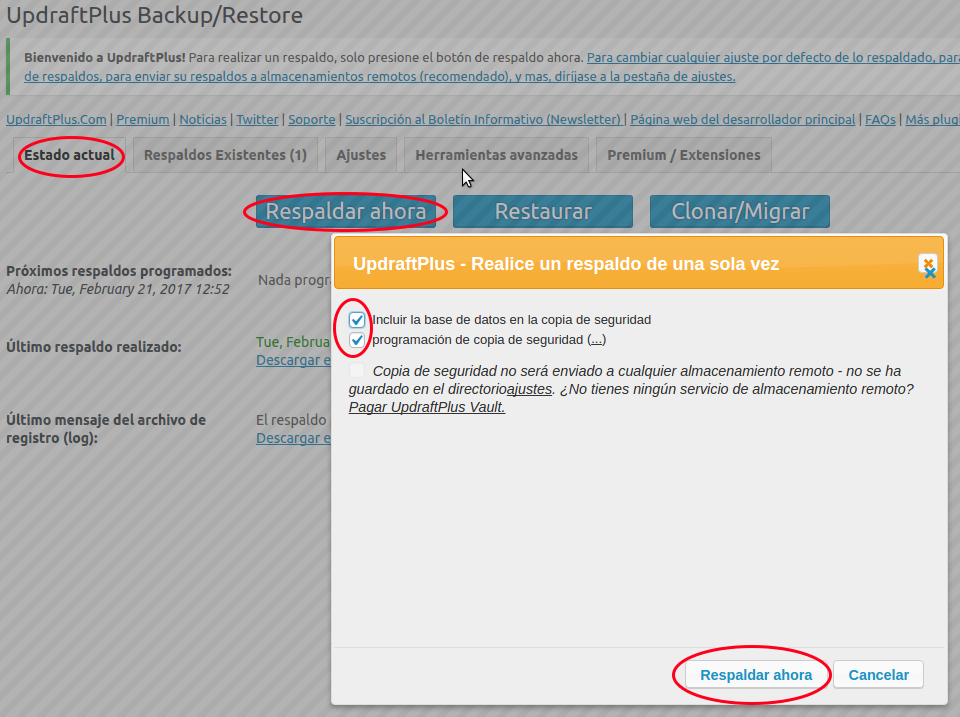 UpdraftPlus Backup/Restore
Bienvenido a UpdraftPlus! Para realizar un respaldo, solo presione el botón de respaldo ahora. Para cambiar cualquier ajuste por defecto de lo respaldado, para
de respaldos, para enviar su respaldos a almacenamientos remotos (recomendado), y mas, diríjase a la pestaña de ajustes.
UpdraftPlus.Com | Premium | Noticias | Twitter | Soporte | Suscripción al Boletín Informativo (Newsletter) | Página web del desarrollador principal | FAQs | Más plugi
Estado actual Respaldos Existentes (1) Ajustes Herramientas avanzadas Premium / Extensiones
Respaldar ahora Restaurar Clonar/Migrar
UpdraftPlus - Realice un respaldo de una sola vez
Próximos respaldos programados:
Ahora: Tue, February 21, 2017 12:52
Nada progr
Incluir la base de datos en la copia de seguridad
programación de copia de seguridad (...)
Último respaldo realizado:
Tue, Februa
Descargar e
Copia de seguridad no será enviado a cualquier almacenamiento remoto - no se ha
guardado en el directorioajustes. ¿No tienes ningún servicio de almacenamiento remoto?
Pagar UpdraftPlus Vault.
Último mensaje del archivo de
registro (log):
El respaldo
Descargar e
Respaldar ahora Cancelar